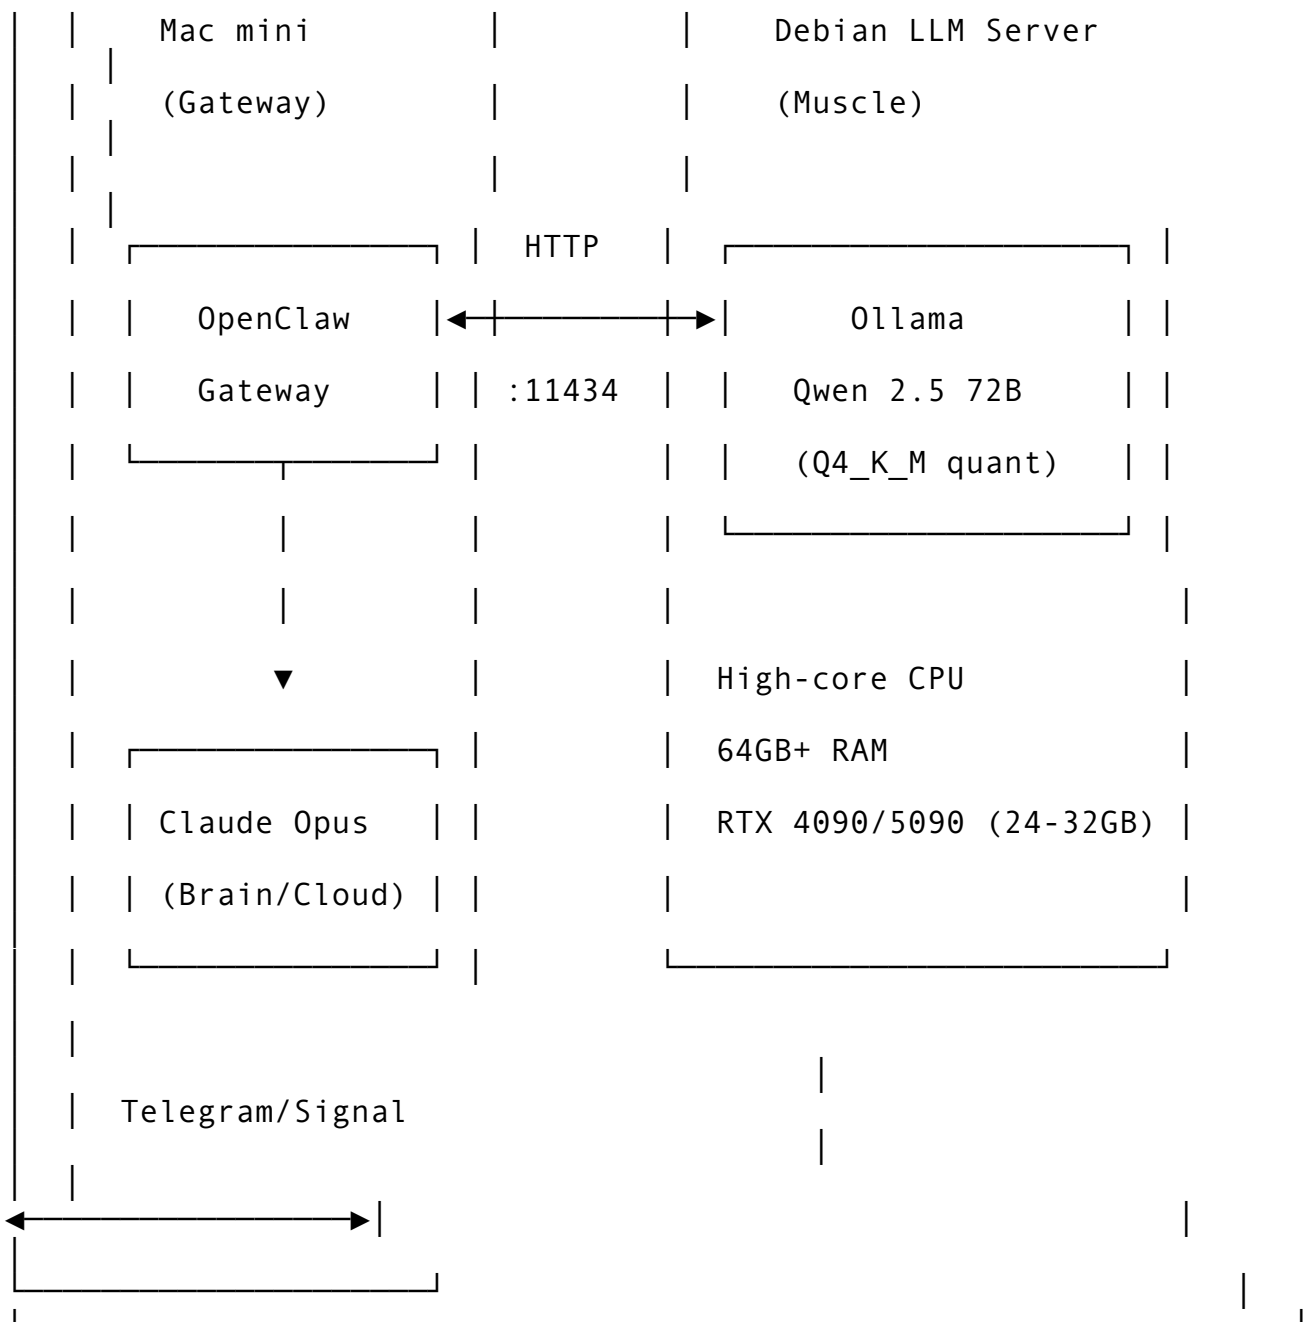 Mac mini
Debian LLM Server
(Gateway)
(Muscle)
HTTP
OpenClaw
Ollama
Gateway
:11434
Qwen 2.5 72B
(Q4_K_M quant)
High-core CPU
64GB+ RAM
Claude Opus
RTX 4090/5090 (24-32GB)
(Brain/Cloud)
Telegram/Signal